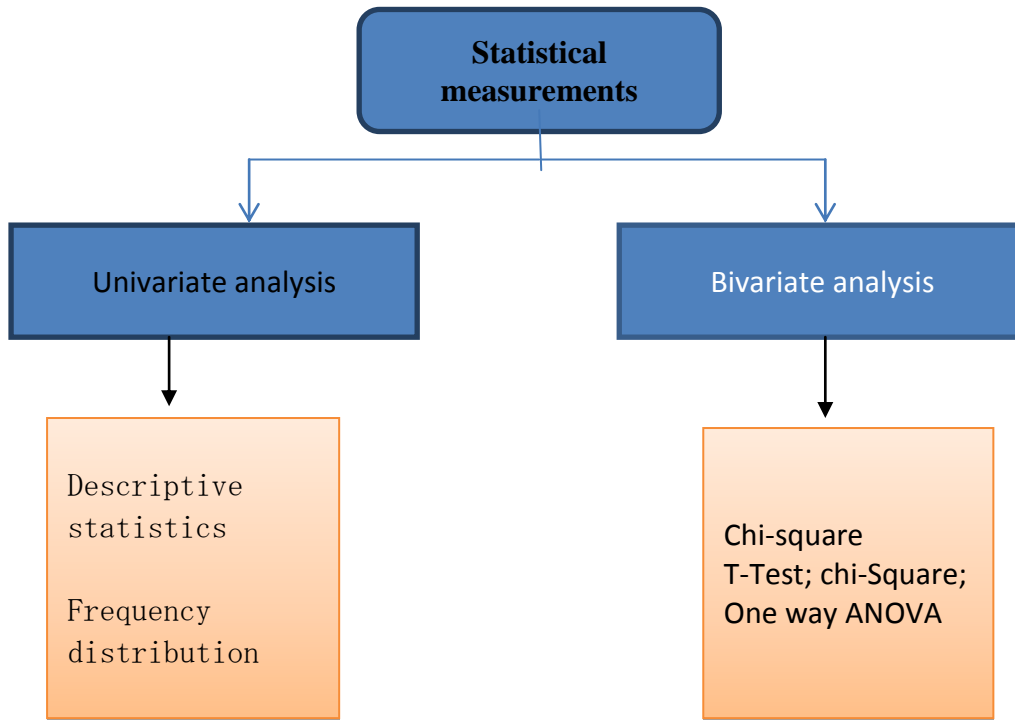 Statistical
measurements
Univariate analysis
Bivariate analysis
Descriptive
statistics
Frequency
distribution
Chi-square
T-Test; chi-Square;
One way ANOVA